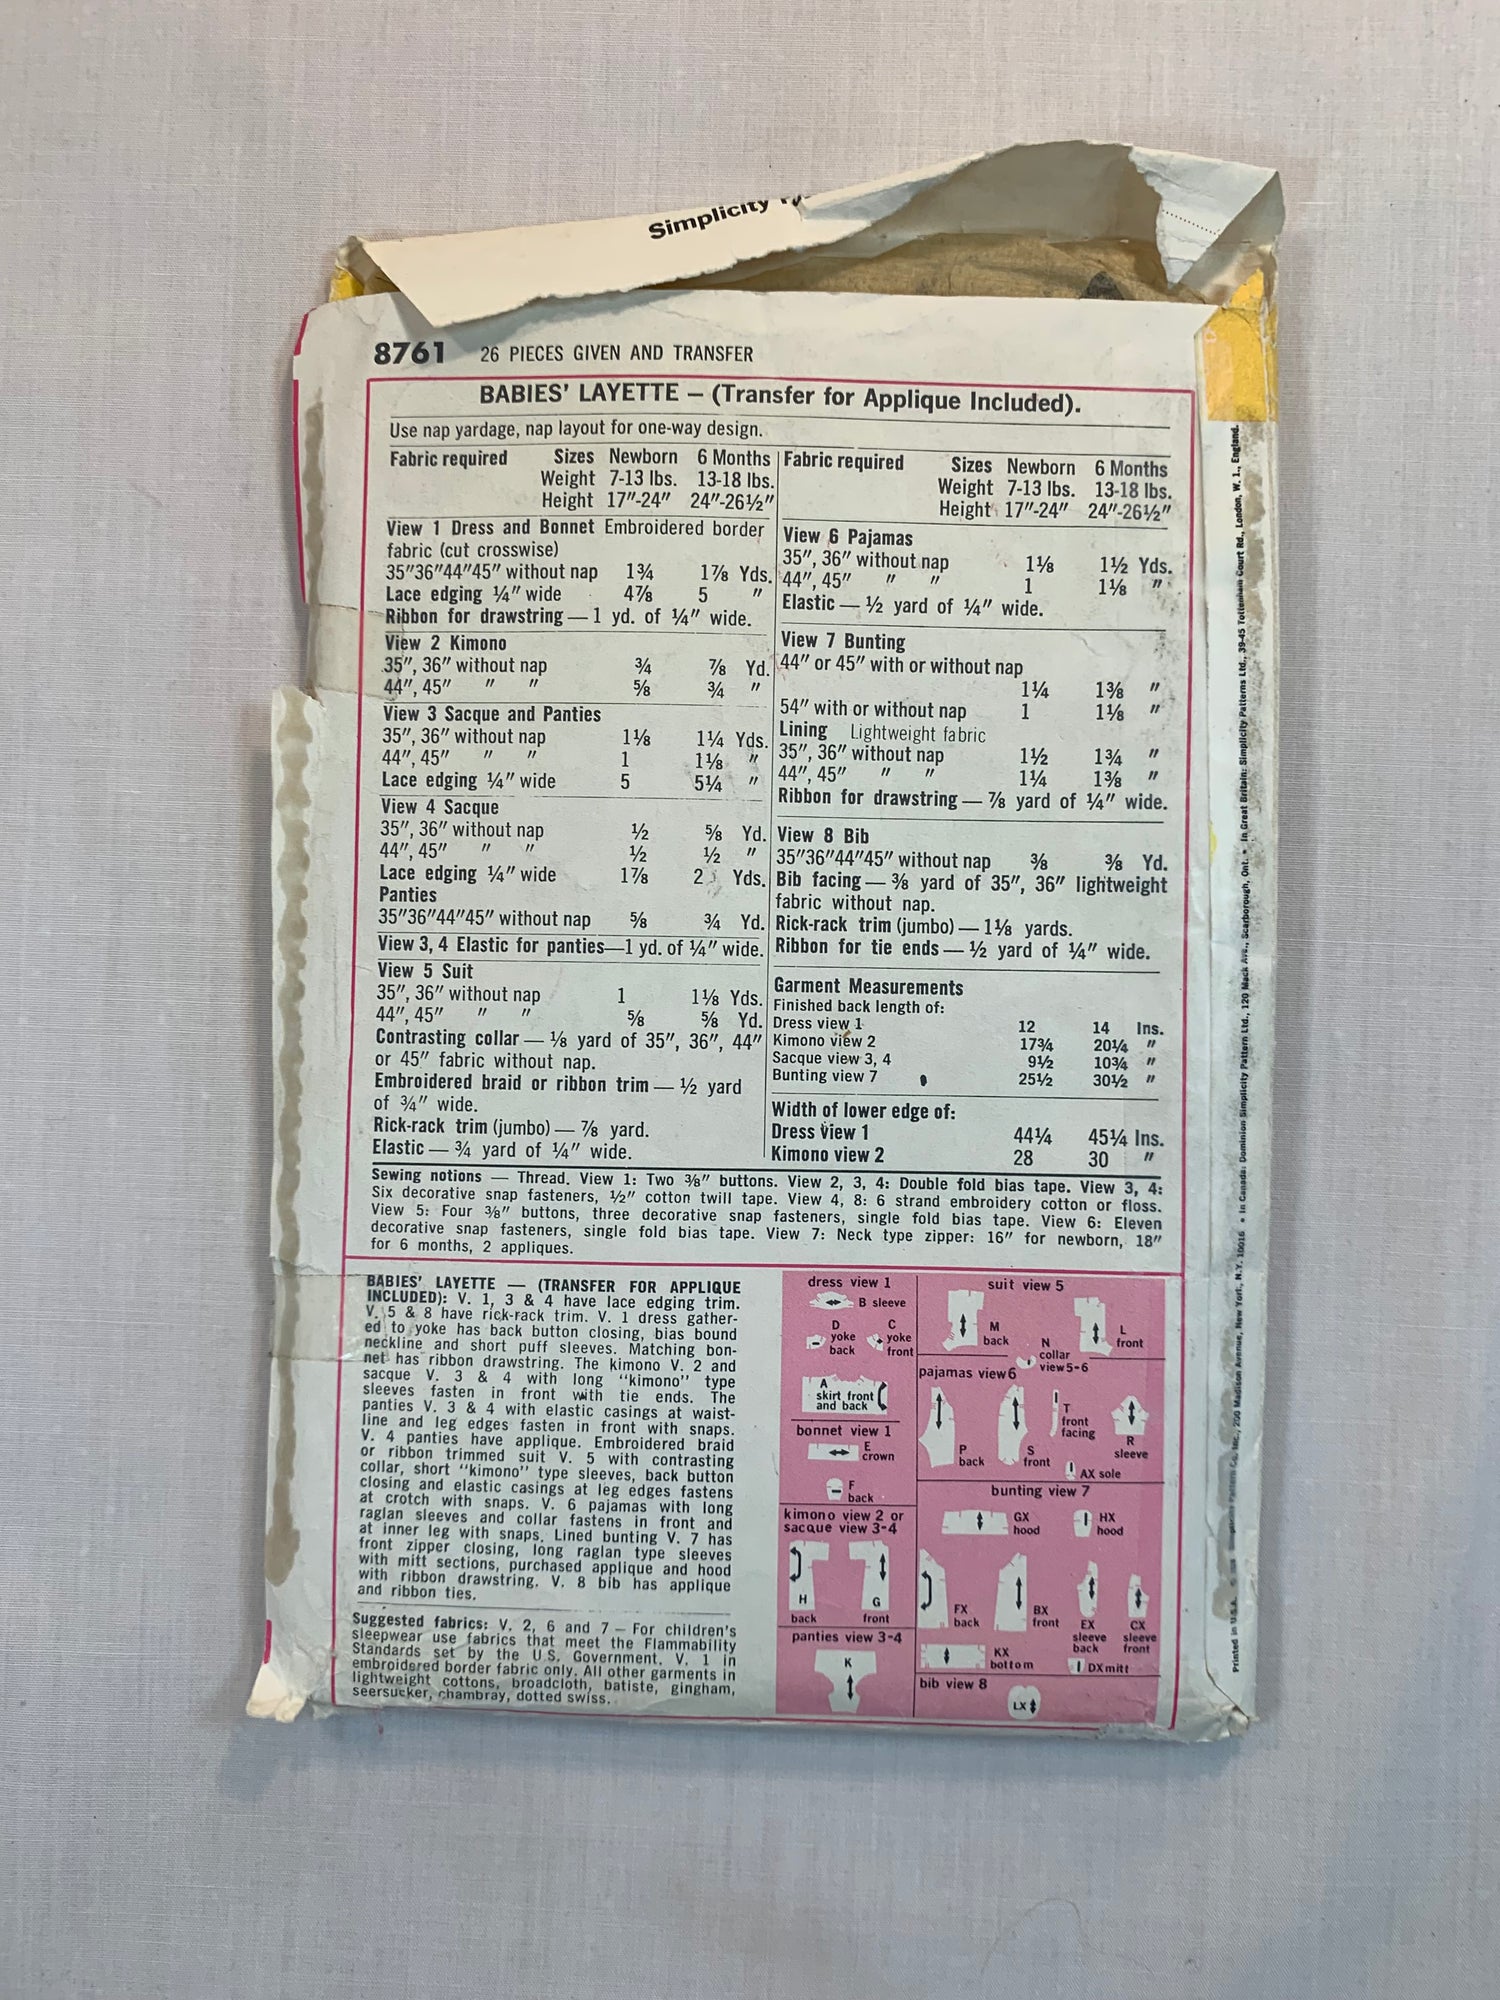 Simplicity
8761 26 PIECES GIVEN AND TRANSFER
BABIES' LAYETTE – (Transfer for Applique Included).
Use nap yardage, nap layout for one-way design.
Fabric required Sizes Newborn 6 Months
Weight 7-13 lbs. 13-18 lbs.
Height 17"-24" 24"-26½"
View 1 Dress and Bonnet Embroidered border
fabric (cut crosswise)
35"36"44"45" without nap 1¾ 1⅞ Yds.
Lace edging ¼" wide 4⅞ 5 "
Ribbon for drawstring — 1 yd. of ¼" wide.
View 2 Kimono
35", 36" without nap ¾ ⅞ Yd.
44", 45" " " ⅝ ¾ "
View 3 Sacque and Panties
35", 36" without nap 1⅛ 1¼ Yds.
44", 45" " " 1 1⅛ "
Lace edging ¼" wide 5 5¼ "
View 4 Sacque
35", 36" without nap ½ ⅝ Yd.
44", 45" " " ½ ½ "
Lace edging ¼" wide 1⅞ 2 Yds.
Panties
35"36"44"45" without nap ⅝ ¾ Yd.
View 3, 4 Elastic for panties—1 yd. of ¼" wide.
View 5 Suit
35", 36" without nap 1 1⅛ Yds.
44", 45" " " ⅝ ⅝ Yd.
Contrasting collar — ⅛ yard of 35", 36", 44"
or 45" fabric without nap.
Embroidered braid or ribbon trim — ½ yard
of ¾" wide.
Rick-rack trim (jumbo) — ⅞ yard.
Elastic — ¾ yard of ¼" wide.
Fabric required Sizes Newborn 6 Months
Weight 7-13 lbs. 13-18 lbs.
Height 17"-24" 24"-26½"
View 6 Pajamas
35", 36" without nap 1⅛ 1½ Yds.
44", 45" " " 1 1⅛ "
Elastic — ½ yard of ¼" wide.
View 7 Bunting
44" or 45" with or without nap
1¼ 1⅜ "
54" with or without nap 1 1⅛ "
Lining Lightweight fabric
35", 36" without nap 1½ 1¾ "
44", 45" " " 1¼ 1⅜ "
Ribbon for drawstring — ⅞ yard of ¼" wide.
View 8 Bib
35"36"44"45" without nap ⅜ ⅜ Yd.
Bib facing — ⅜ yard of 35", 36" lightweight
fabric without nap.
Rick-rack trim (jumbo) — 1⅛ yards.
Ribbon for tie ends — ½ yard of ¼" wide.
Garment Measurements
Finished back length of:
Dress view 1 12 14 Ins.
Kimono view 2 17¾ 20¼ "
Sacque view 3, 4 9½ 10¾ "
Bunting view 7 25½ 30½ "
Width of lower edge of:
Dress View 1 44¼ 45¼ Ins.
Kimono view 2 28 30 "
Sewing notions — Thread. View 1: Two ⅜" buttons. View 2, 3, 4: Double fold bias tape. View 3, 4:
Six decorative snap fasteners, ½" cotton twill tape. View 4, 8: 6 strand embroidery cotton or floss.
View 5: Four ⅜" buttons, three decorative snap fasteners, single fold bias tape. View 6: Eleven
decorative snap fasteners, single fold bias tape. View 7: Neck type zipper: 16" for newborn, 18"
for 6 months, 2 appliques.
BABIES' LAYETTE — (TRANSFER FOR APPLIQUE
INCLUDED): V. 1, 3 & 4 have lace edging trim.
V. 5 & 8 have rick-rack trim. V. 1 dress gather-
ed to yoke has back button closing, bias bound
neckline and short puff sleeves. Matching bon-
net has ribbon drawstring. The kimono V. 2 and
sacque V. 3 & 4 with long "kimono" type
sleeves fasten in front with tie ends. The
panties V. 3 & 4 with elastic casings at waist-
line and leg edges fasten in front with snaps.
V. 4 panties have applique. Embroidered braid
or ribbon trimmed suit V. 5 with contrasting
collar, short "kimono" type sleeves, back button
closing and elastic casings at leg edges fastens
at crotch with snaps. V. 6 pajamas with long
raglan sleeves and collar fastens in front and
at inner leg with snaps. Lined bunting V. 7 has
front zipper closing, long raglan type sleeves
with mitt sections, purchased applique and hood
with ribbon drawstring. V. 8 bib has applique
and ribbon ties.
Suggested fabrics: V. 2, 6 and 7 — For children's
sleepwear use fabrics that meet the Flammability
Standards set by the U.S. Government. V. 1 in
embroidered border fabric only. All other garments in
lightweight cottons, broadcloth, batiste, gingham,
seersucker, chambray, dotted swiss.
dress view 1
B sleeve
D yoke back
C yoke front
A skirt front and back
bonnet view 1
E crown
F back
kimono view 2 or
sacque view 3-4
H back
G front
panties view 3-4
K
suit view 5
M back
L front
N collar view 5-6
pajamas view 6
P back
S front
T front facing
R sleeve
AX sole
bunting view 7
GX hood
HX hood
FX back
BX front
EX sleeve back
CX sleeve front
KX bottom
DX mitt
bib view 8
LX
Printed in U.S.A. Simplicity Pattern Co. Inc., 200 Madison Avenue, New York, N.Y. 10016 • in Canada: Dominion Simplicity Pattern Ltd., 120 Mack Ave., Scarborough, Ont. • in Great Britain: Simplicity Patterns Ltd., 39-45 Tottenham Court Rd., London, W. 1., England.